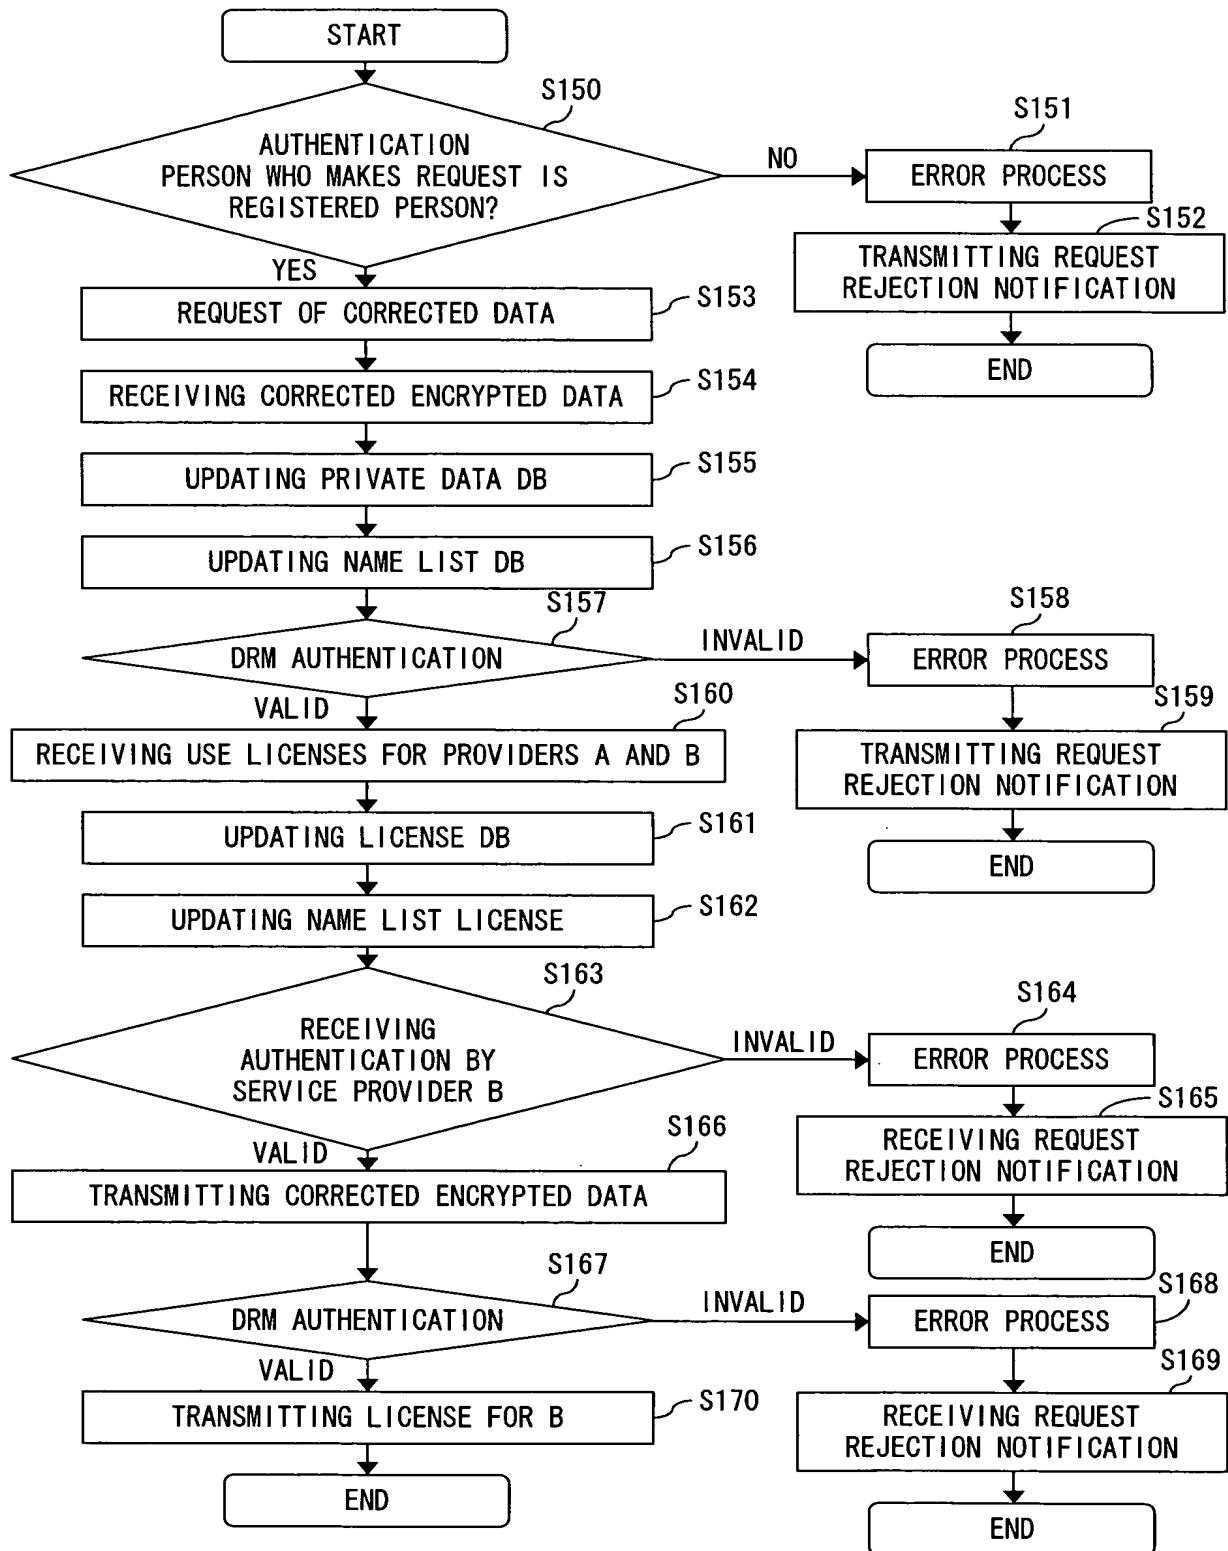 START
S150
AUTHENTICATION
PERSON WHO MAKES REQUEST IS
REGISTERED PERSON?
NO
S151
ERROR PROCESS
S152
TRANSMITTING REQUEST
REJECTION NOTIFICATION
END
YES
REQUEST OF CORRECTED DATA
S153
RECEIVING CORRECTED ENCRYPTED DATA
S154
UPDATING PRIVATE DATA DB
S155
UPDATING NAME LIST DB
S156
S157
DRM AUTHENTICATION
INVALID
S158
ERROR PROCESS
S159
TRANSMITTING REQUEST
REJECTION NOTIFICATION
END
VALID
S160
RECEIVING USE LICENSES FOR PROVIDERS A AND B
UPDATING LICENSE DB
S161
UPDATING NAME LIST LICENSE
S162
S163
RECEIVING
AUTHENTICATION BY
SERVICE PROVIDER B
INVALID
S164
ERROR PROCESS
S165
RECEIVING REQUEST
REJECTION NOTIFICATION
END
VALID
S166
TRANSMITTING CORRECTED ENCRYPTED DATA
S167
DRM AUTHENTICATION
INVALID
S168
ERROR PROCESS
S169
RECEIVING REQUEST
REJECTION NOTIFICATION
END
VALID
TRANSMITTING LICENSE FOR B
S170
END